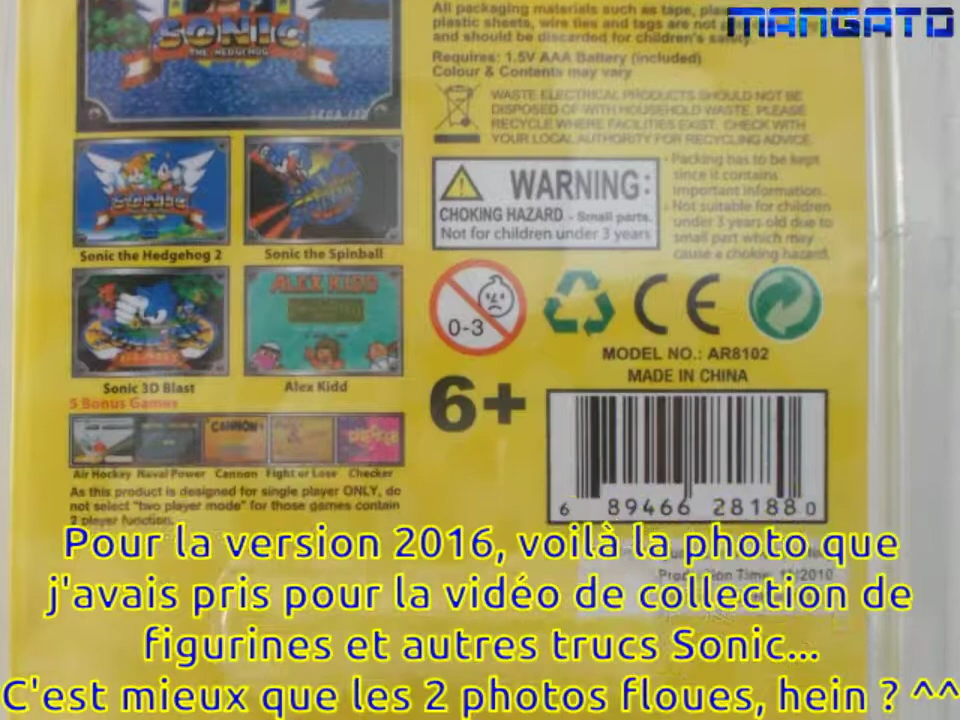 SONIC
THE HEDGEHOG
Sonic the Hedgehog 2
Sonic the Spinball
ALEX KIDD
Sonic 3D Blast
Alex Kidd
5 Bonus Games
CANNON
Air Hockey Naval Power Cannon Fight or Lose Checker
As this product is designed for single player ONLY, do
not select "two player mode" for those games contain
2 player function.
MANGATD
All packaging materials such as tape,
plastic sheets, wire ties and tags are not
and should be discarded for children's safety.
Requires: 1.5V AAA Battery (included)
Colour & Contents may vary
WASTE ELECTRICAL PRODUCTS SHOULD NOT BE
DISPOSED OF WITH HOUSEHOLD WASTE. PLEASE
RECYCLE WHERE FACILITIES EXIST. CHECK WITH
YOUR LOCAL AUTHORITY FOR RECYCLING ADVICE
WARNING:
CHOKING HAZARD - Small parts.
Not for children under 3 years
- Packing has to be kept
since it contains
important information.
- Not suitable for children
under 3 years old due to
small part which may
cause a choking hazard.
0-3
CE
MODEL NO.: AR8102
MADE IN CHINA
6+
6 89466 28188 0
Pour la version 2016, voilà la photo que
j'avais pris pour la vidéo de collection de
figurines et autres trucs Sonic...
C'est mieux que les 2 photos floues, hein ? ^^